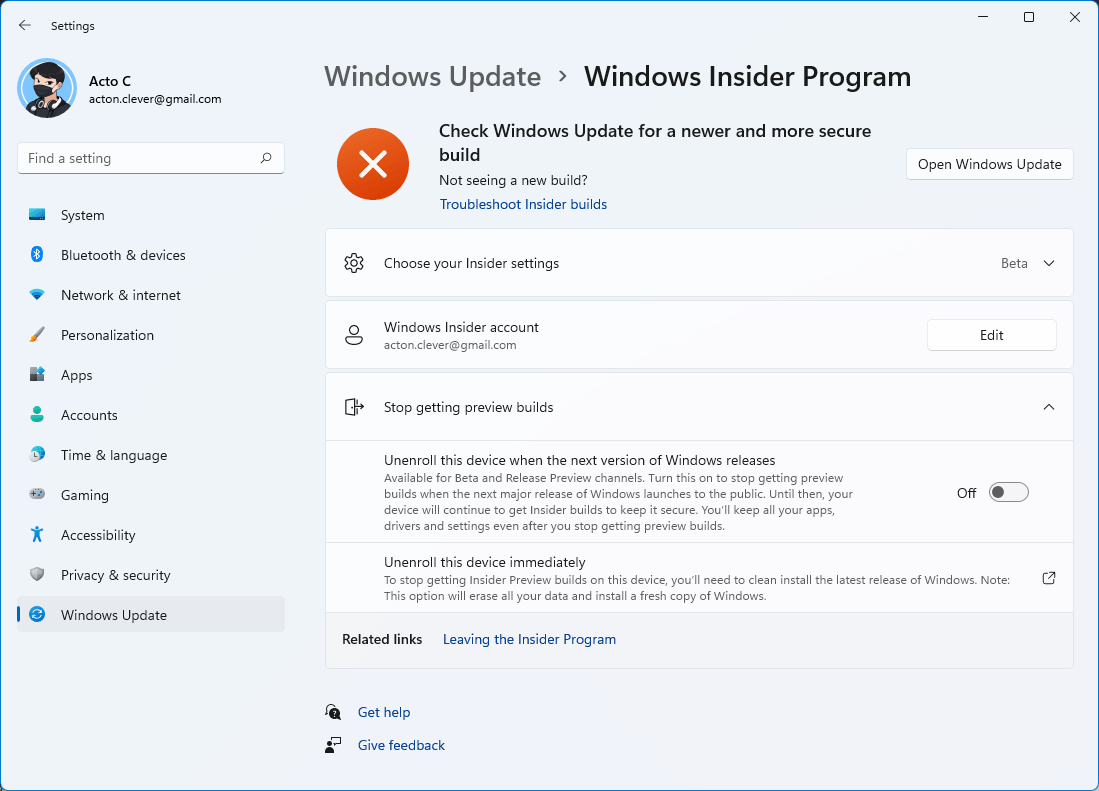 Settings
Acto C
acton.clever@gmail.com
Find a setting
System
Bluetooth & devices
Network & internet
Personalization
Apps
Accounts
Time & language
Gaming
Accessibility
Privacy & security
Windows Update
Windows Update > Windows Insider Program
Check Windows Update for a newer and more secure
build
Not seeing a new build?
Troubleshoot Insider builds
Open Windows Update
Choose your Insider settings
Beta
Windows Insider account
acton.clever@gmail.com
Edit
Stop getting preview builds
Unenroll this device when the next version of Windows releases
Available for Beta and Release Preview channels. Turn this on to stop getting preview
builds when the next major release of Windows launches to the public. Until then, your
device will continue to get Insider builds to keep it secure. You'll keep all your apps,
drivers and settings even after you stop getting preview builds.
Off
Unenroll this device immediately
To stop getting Insider Preview builds on this device, you'll need to clean install the latest release of Windows. Note:
This option will erase all your data and install a fresh copy of Windows.
Related links
Leaving the Insider Program
Get help
Give feedback